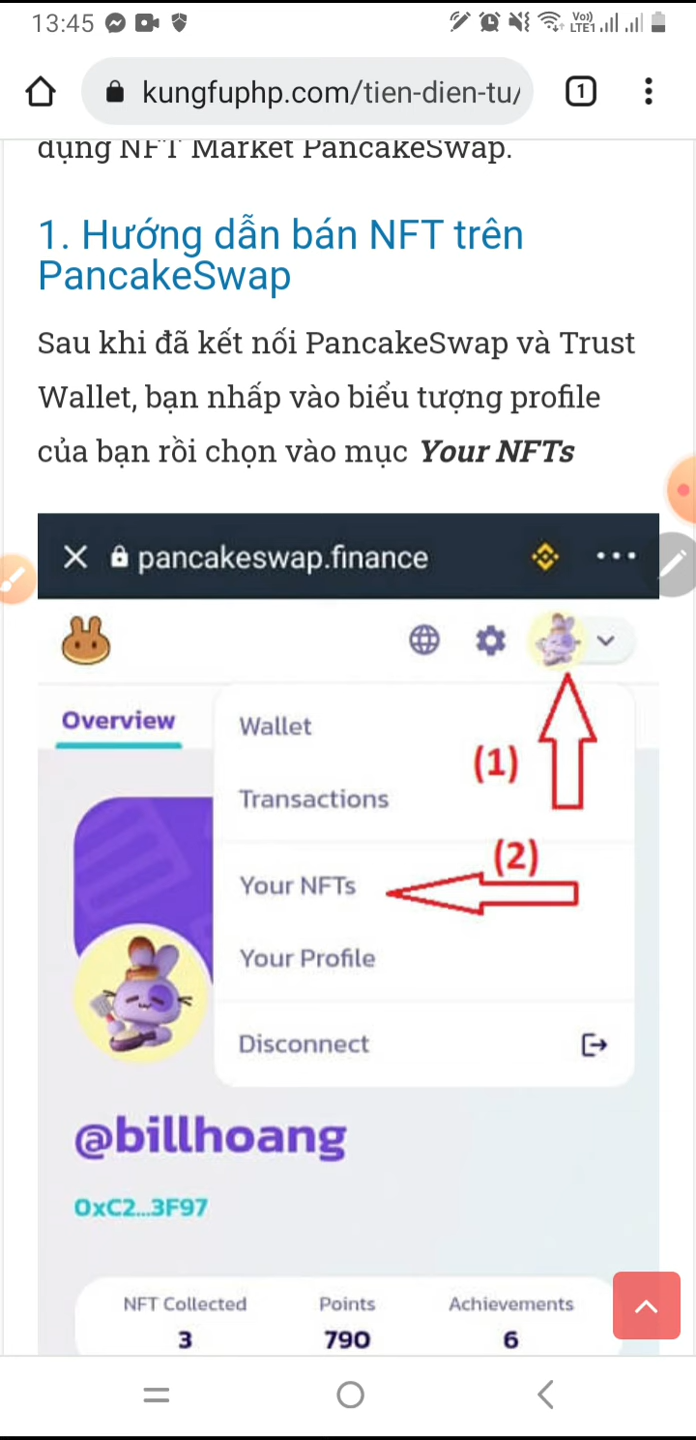 13:45
Vo))
LTE1
kungfuphp.com/tien-dien-tu/
1
dụng NFT Market PancakeSwap.
1. Hướng dẫn bán NFT trên
PancakeSwap
Sau khi đã kết nối PancakeSwap và Trust
Wallet, bạn nhấp vào biểu tượng profile
của bạn rồi chọn vào mục Your NFTs
pancakeswap.finance
Overview
Wallet
(1)
Transactions
(2)
Your NFTs
Your Profile
Disconnect
@billhoang
0xC2...3F97
NFT Collected Points Achievements
3 790 6